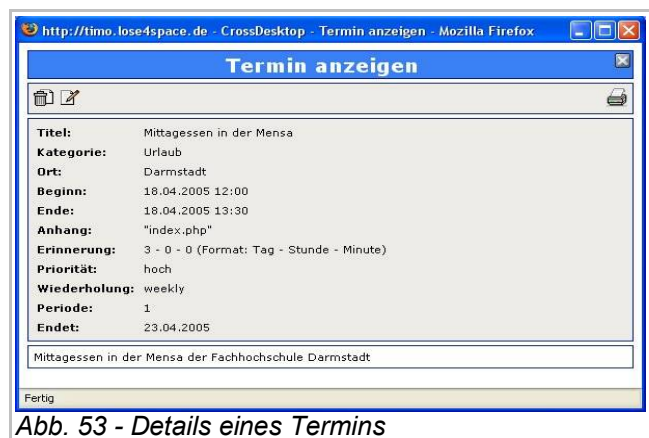 http://timo.lose4space.de - CrossDesktop - Termin anzeigen - Mozilla Firefox
Termin anzeigen
Titel: Mittagessen in der Mensa
Kategorie: Urlaub
Ort: Darmstadt
Beginn: 18.04.2005 12:00
Ende: 18.04.2005 13:30
Anhang: "index.php"
Erinnerung: 3 - 0 - 0 (Format: Tag - Stunde - Minute)
Priorität: hoch
Wiederholung: weekly
Periode: 1
Endet: 23.04.2005
Mittagessen in der Mensa der Fachhochschule Darmstadt
Fertig
Abb. 53 - Details eines Termins